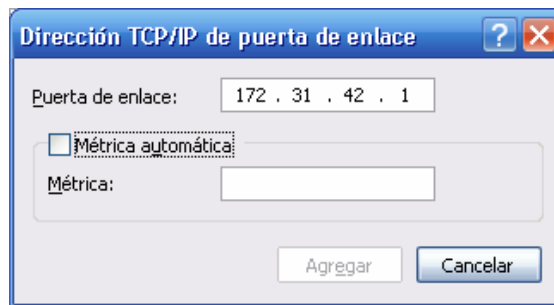 Dirección TCP/IP de puerta de enlace
Puerta de enlace: 172 . 31 . 42 . 1
Métrica automática
Métrica:
Agregar Cancelar